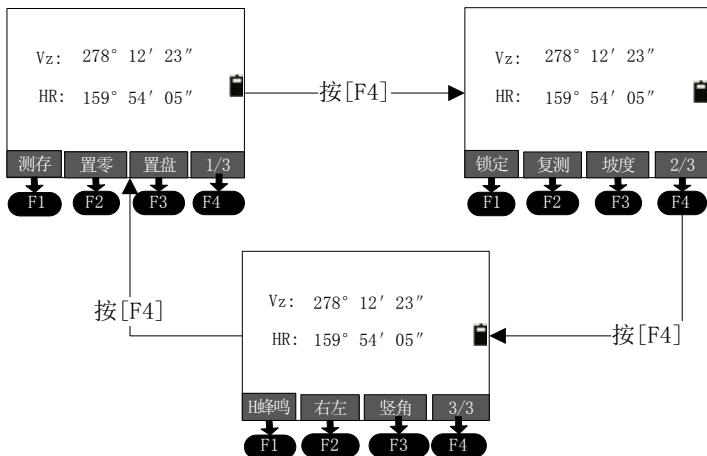 Vz: 278° 12′ 23″
HR: 159° 54′ 05″
测存 置零 置盘 1/3
F1 F2 F3 F4
按[F4]
Vz: 278° 12′ 23″
HR: 159° 54′ 05″
锁定 复测 坡度 2/3
F1 F2 F3 F4
按[F4]
Vz: 278° 12′ 23″
HR: 159° 54′ 05″
H蜂鸣 右左 竖角 3/3
F1 F2 F3 F4
按[F4]